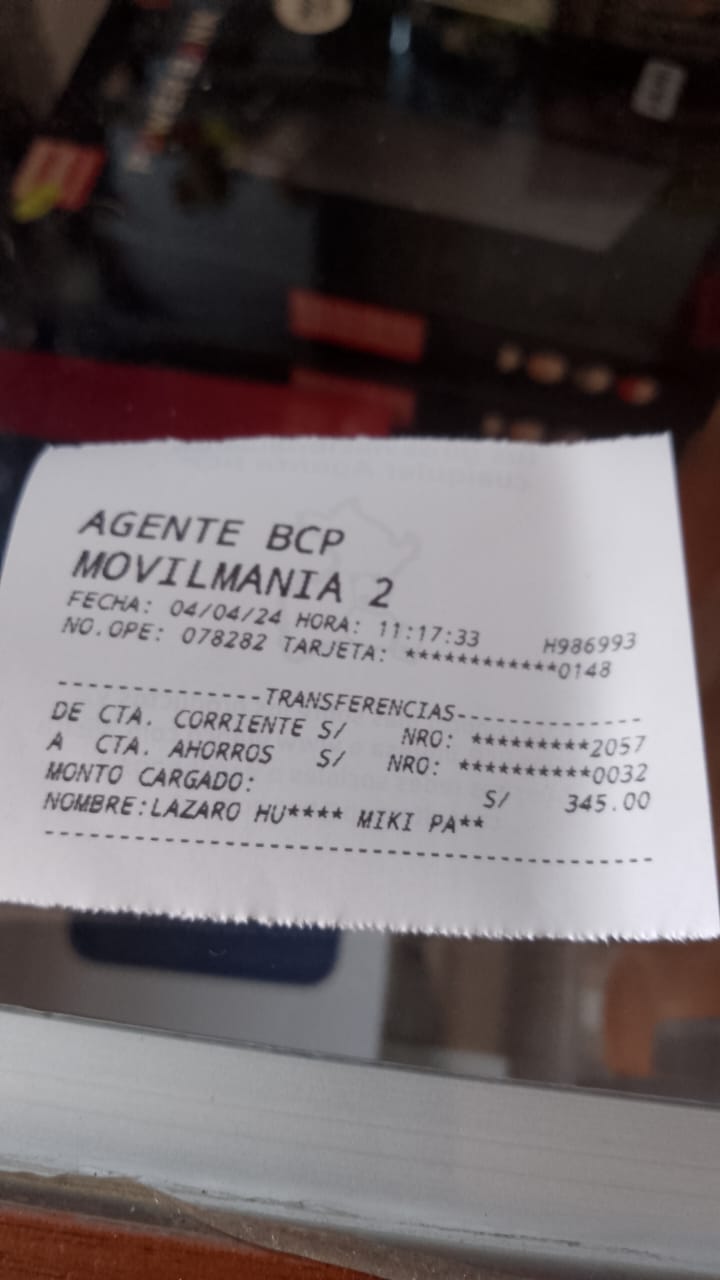 AGENTE BCP
MOVILMANIA 2
FECHA: 04/04/24 HORA: 11:17:33 H986993
NO.OPE: 078282 TARJETA: ************0148
--------------TRANSFERENCIAS-------------
DE CTA. CORRIENTE S/ NRO: *********2057
A CTA. AHORROS S/ NRO: **********0032
MONTO CARGADO: S/ 345.00
NOMBRE:LAZARO HU**** MIKI PA**